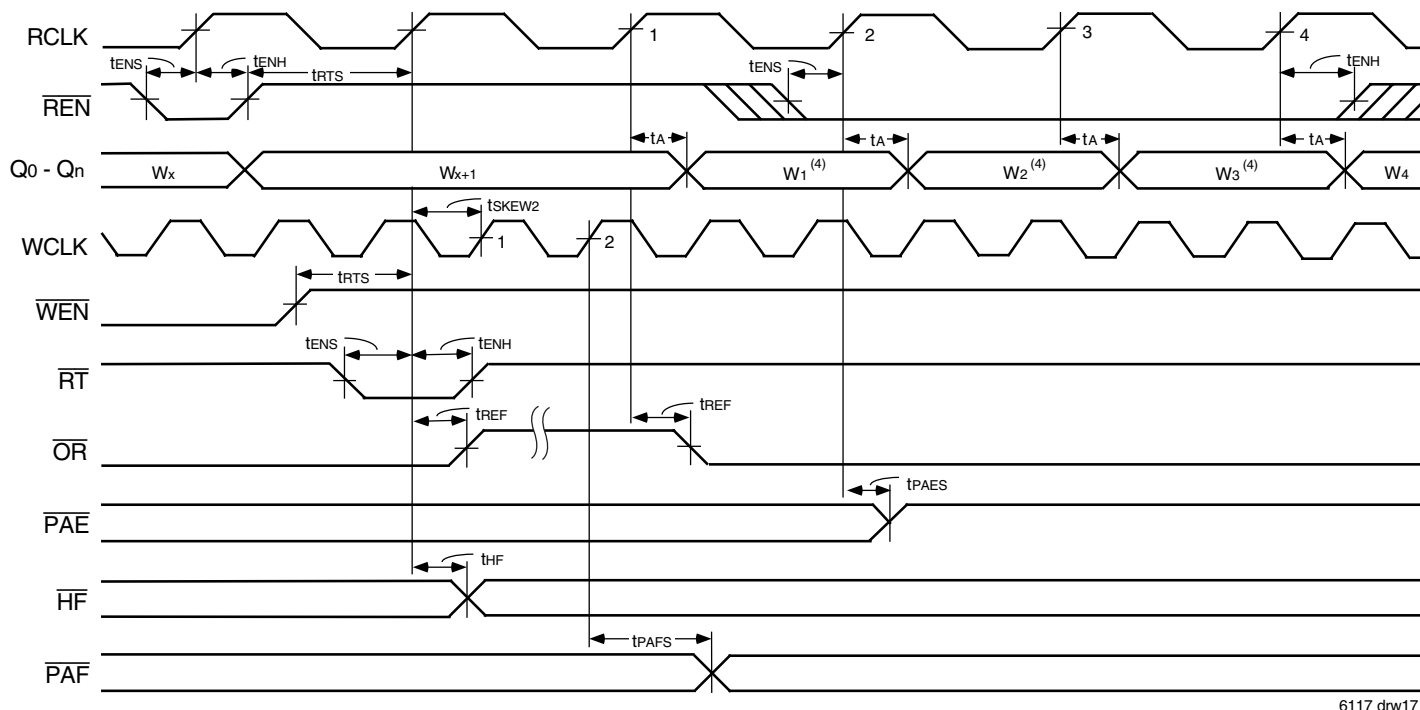 RCLK 1 2 3 4
tENS tENH tRTS tENS tENH
REN
tA tA tA tA
Q0 - Qn Wx Wx+1 W1(4) W2(4) W3(4) W4
tSKEW2
WCLK 1 2
tRTS
WEN
tENS tENH
RT
tREF tREF
OR
tPAES
PAE
tHF
HF
tPAFS
PAF
6117 drw17